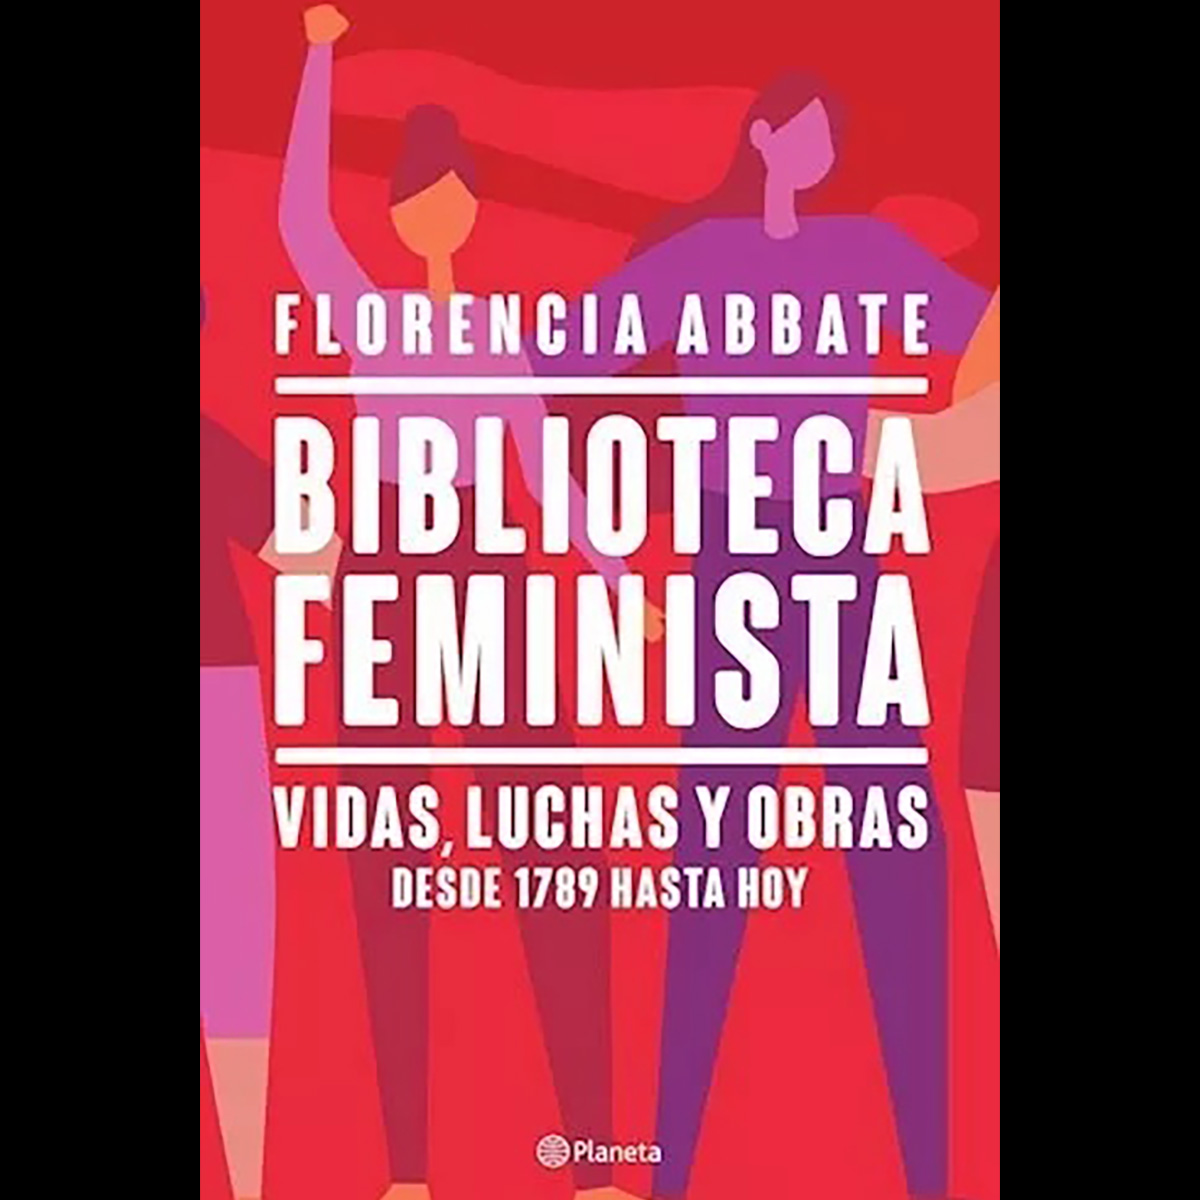 FLORENCIA ABBATE
BIBLIOTECA
FEMINISTA
VIDAS, LUCHAS Y OBRAS
DESDE 1789 HASTA HOY
Planeta